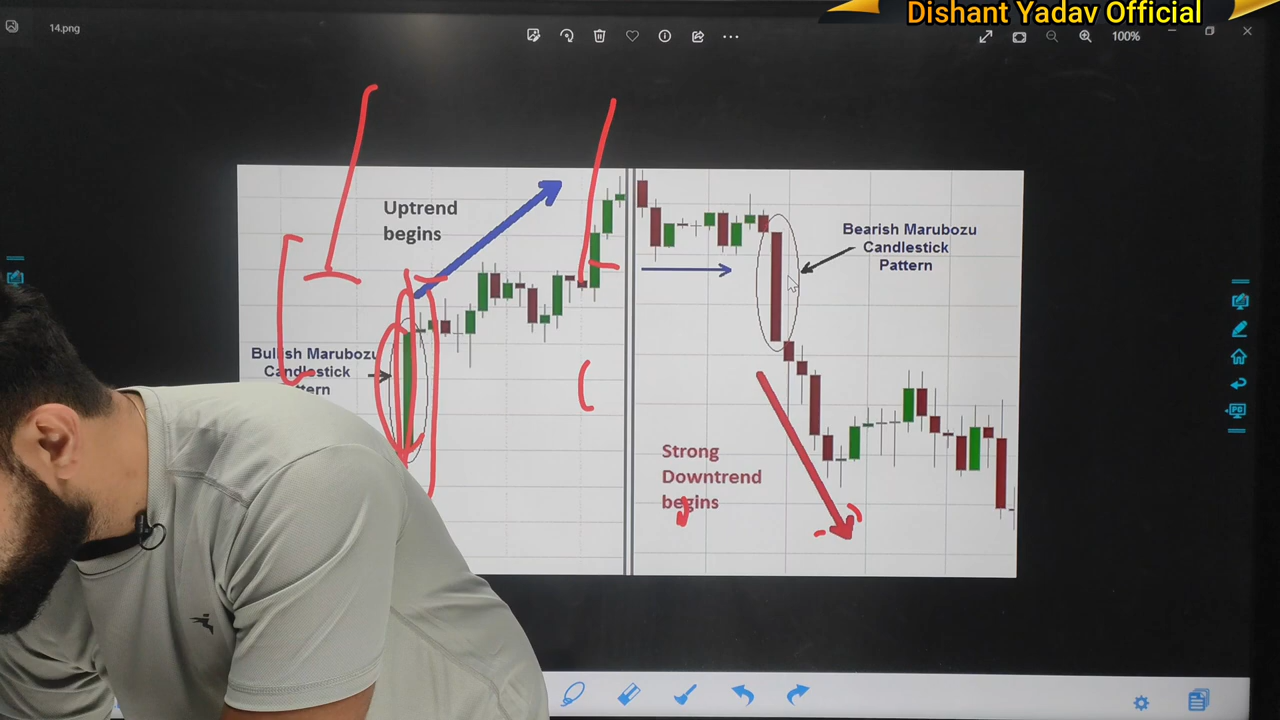 Dishant Yadav Official
14.png
100%
Uptrend
begins
Bullish Marubozu
Candlestick
Bearish Marubozu
Candlestick
Pattern
Strong
Downtrend
begins